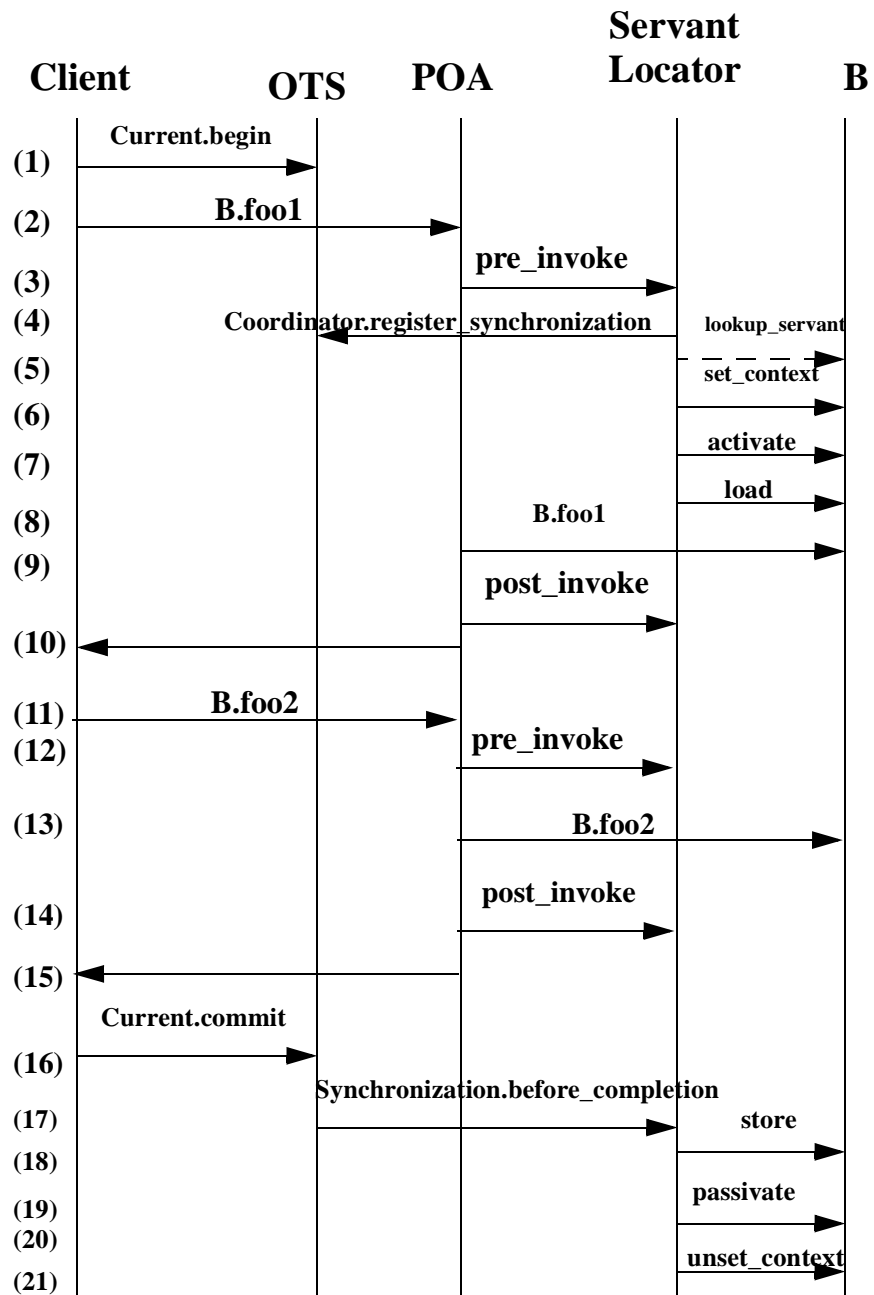 Servant
Locator
Client
OTS
POA
B
Current.begin
(1)
B.foo1
(2)
pre_invoke
(3)
(4)
Coordinator.register_synchronization
lookup_servant
(5)
set_context
(6)
activate
(7)
load
(8)
B.foo1
(9)
post_invoke
(10)
B.foo2
(11)
(12)
pre_invoke
(13)
B.foo2
post_invoke
(14)
(15)
Current.commit
(16)
Synchronization.before_completion
(17)
store
(18)
passivate
(19)
(20)
unset_context
(21)